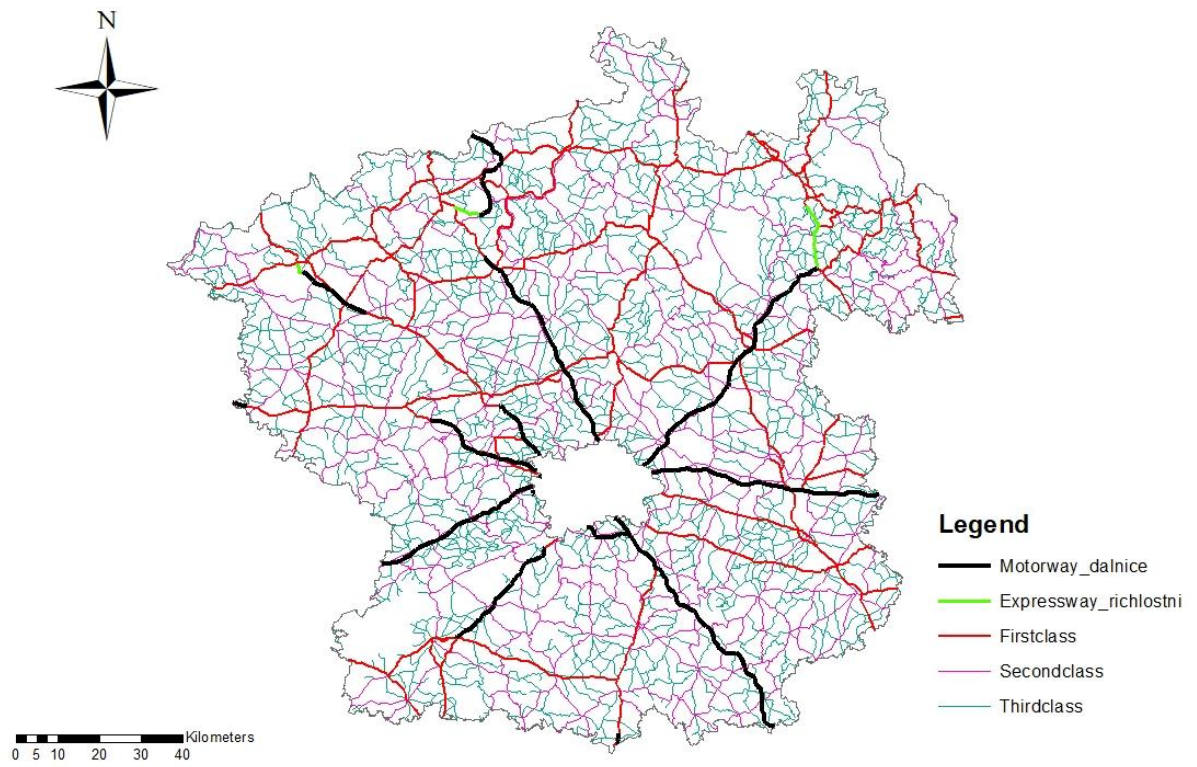 N
Legend
Motorway_dalnice
Expressway_richlostni
Firstclass
Secondclass
Thirdclass
Kilometers
0 5 10 20 30 40